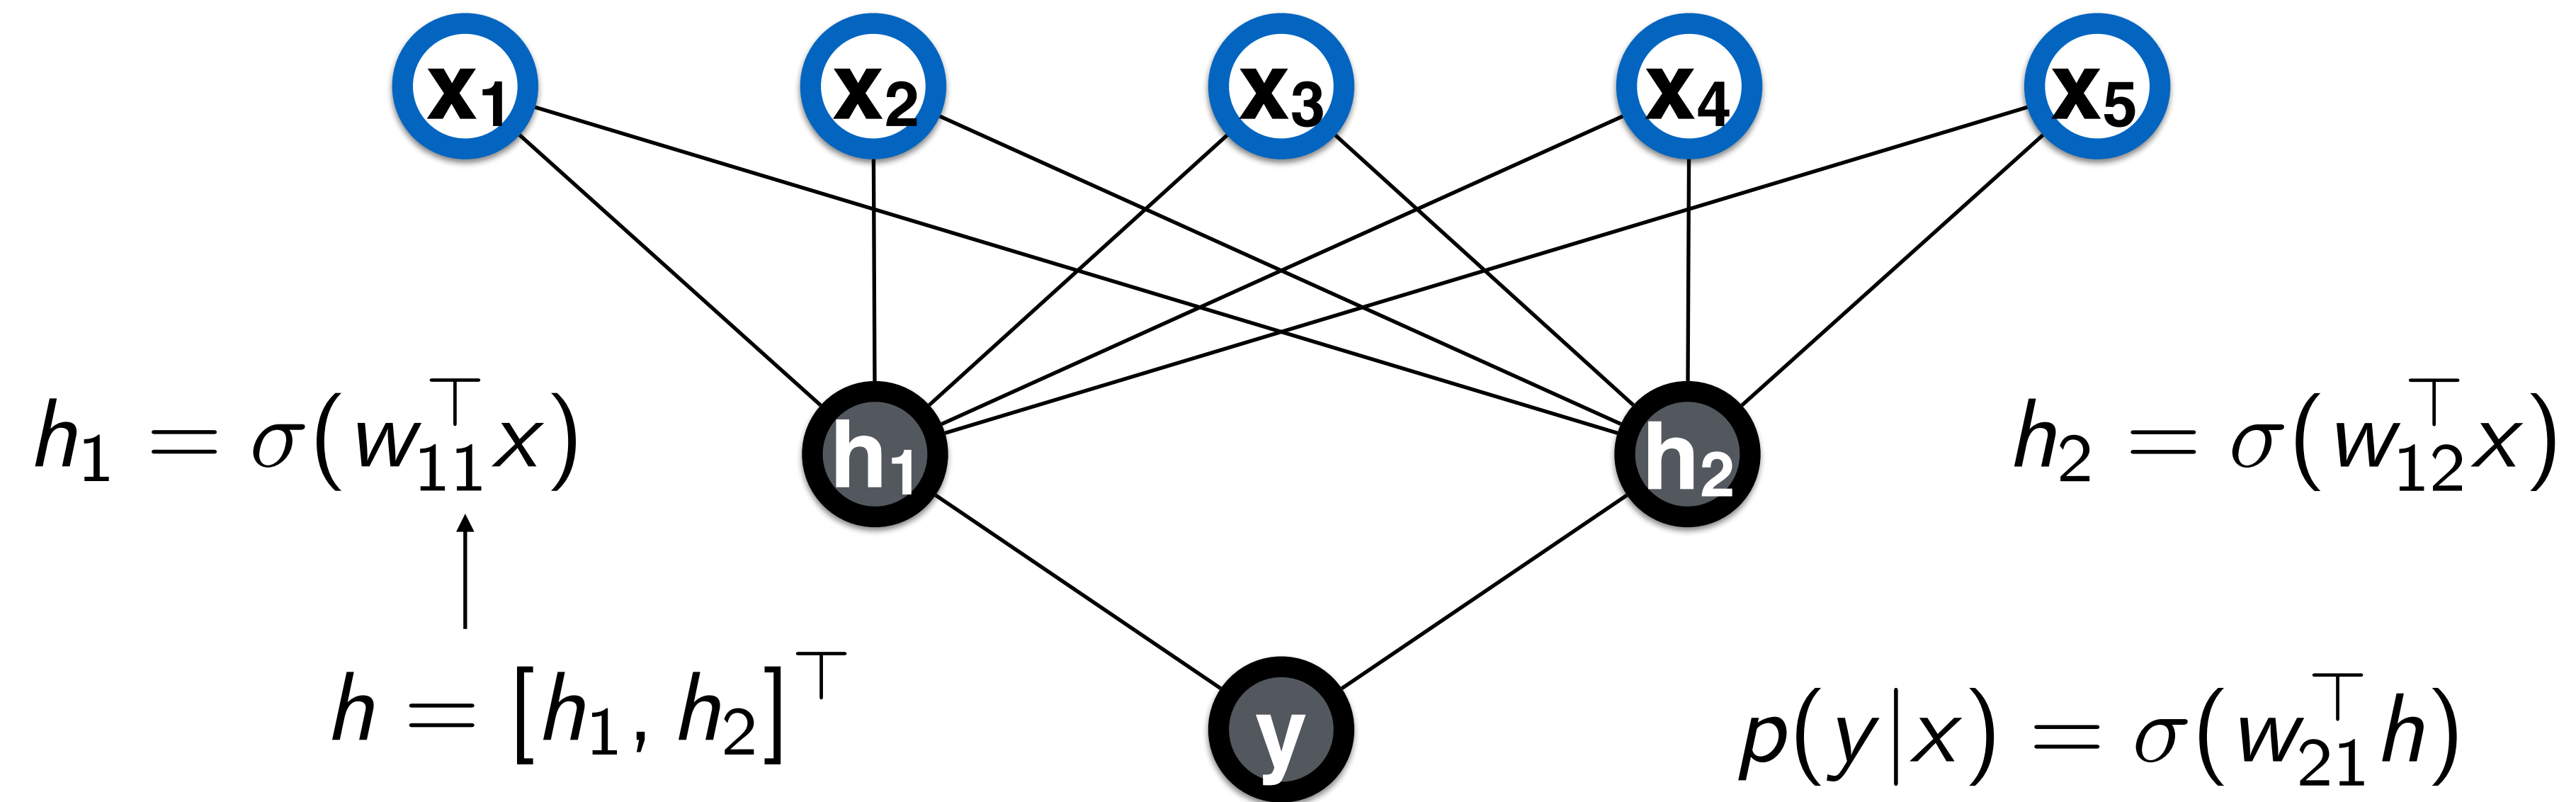 x₁ x₂ x₃ x₄ x₅
h₁ = σ(w₁₁⊤x) h₁ h₂ h₂ = σ(w₁₂⊤x)
h = [h₁, h₂]⊤ y p(y|x) = σ(w₂₁⊤h)